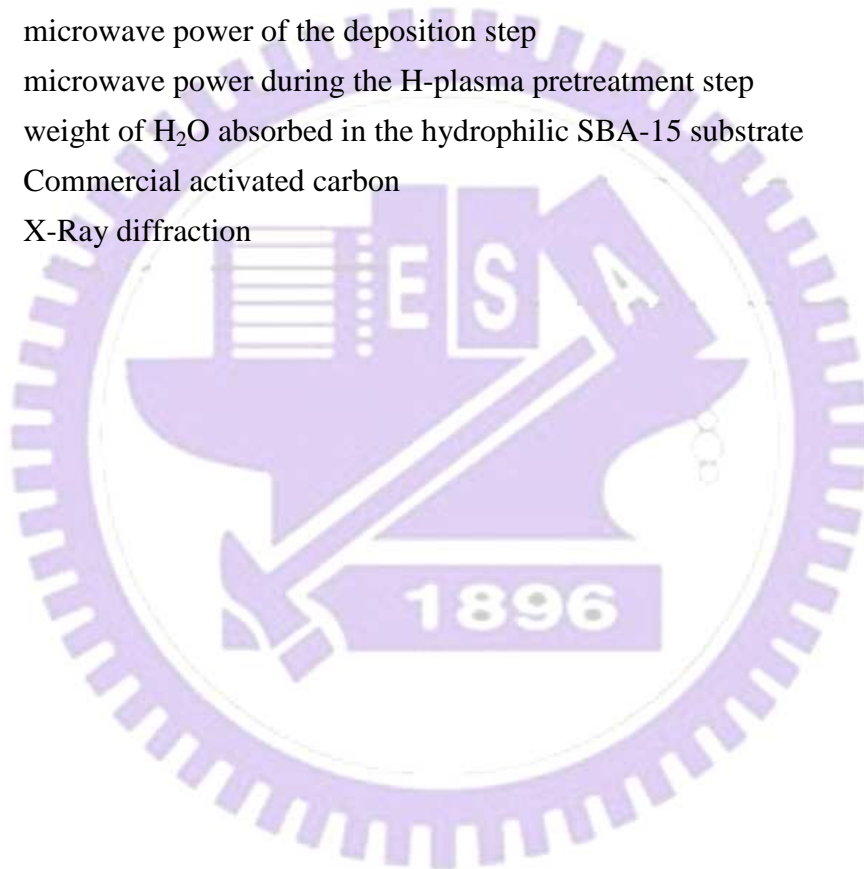 microwave power of the deposition step
microwave power during the H-plasma pretreatment step
weight of H₂O absorbed in the hydrophilic SBA-15 substrate
Commercial activated carbon
X-Ray diffraction
E S A
1896